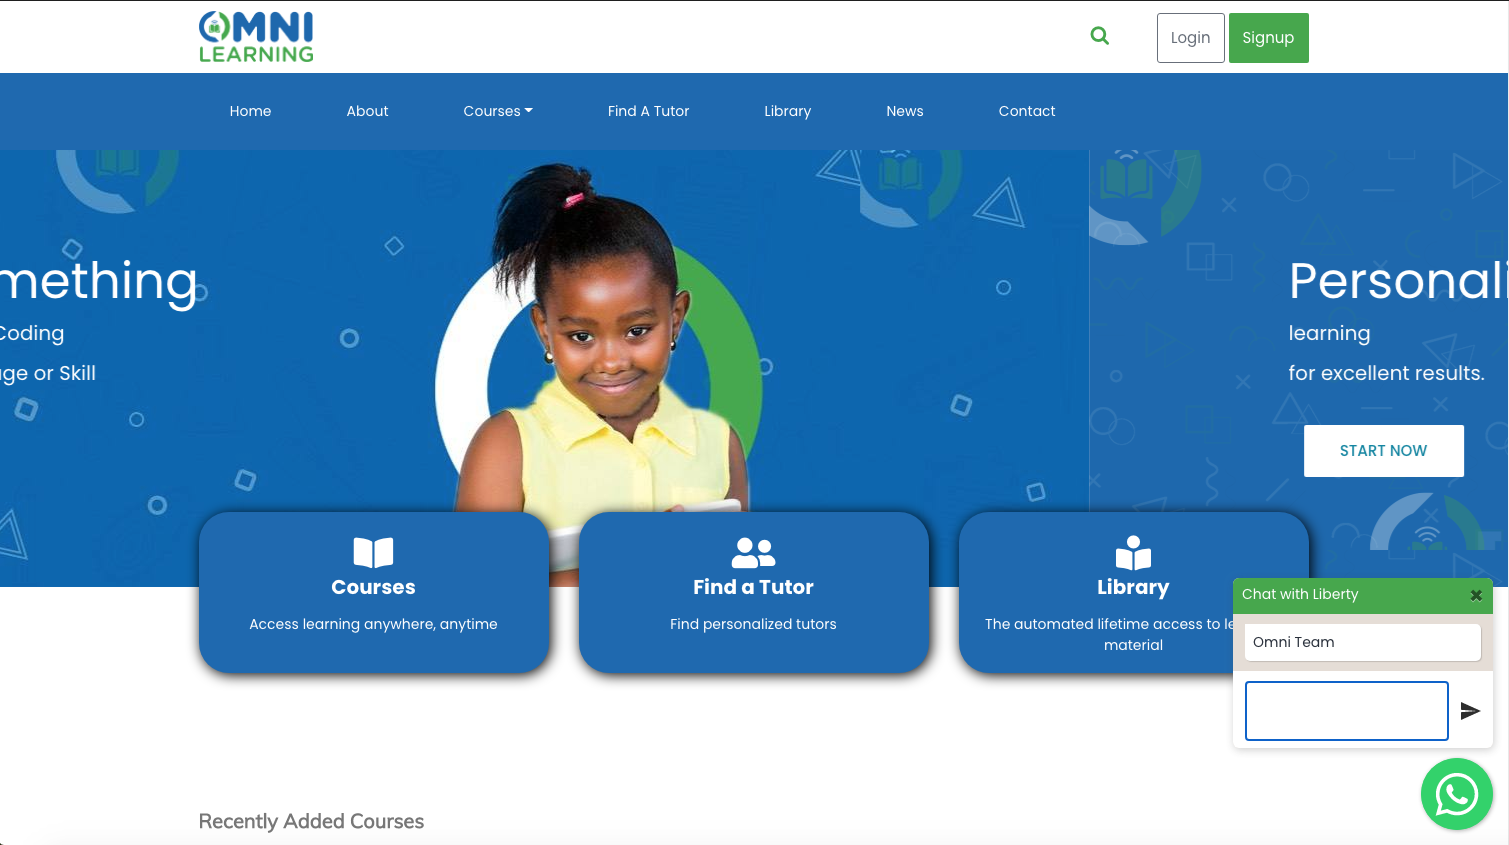 OMNI
LEARNING
Login
Signup
Home
About
Courses
Find A Tutor
Library
News
Contact
mething
Coding
ge or Skill
Personali
learning
for excellent results.
START NOW
Courses
Access learning anywhere, anytime
Find a Tutor
Find personalized tutors
Library
The automated lifetime access to le
material
Chat with Liberty
Omni Team
Recently Added Courses